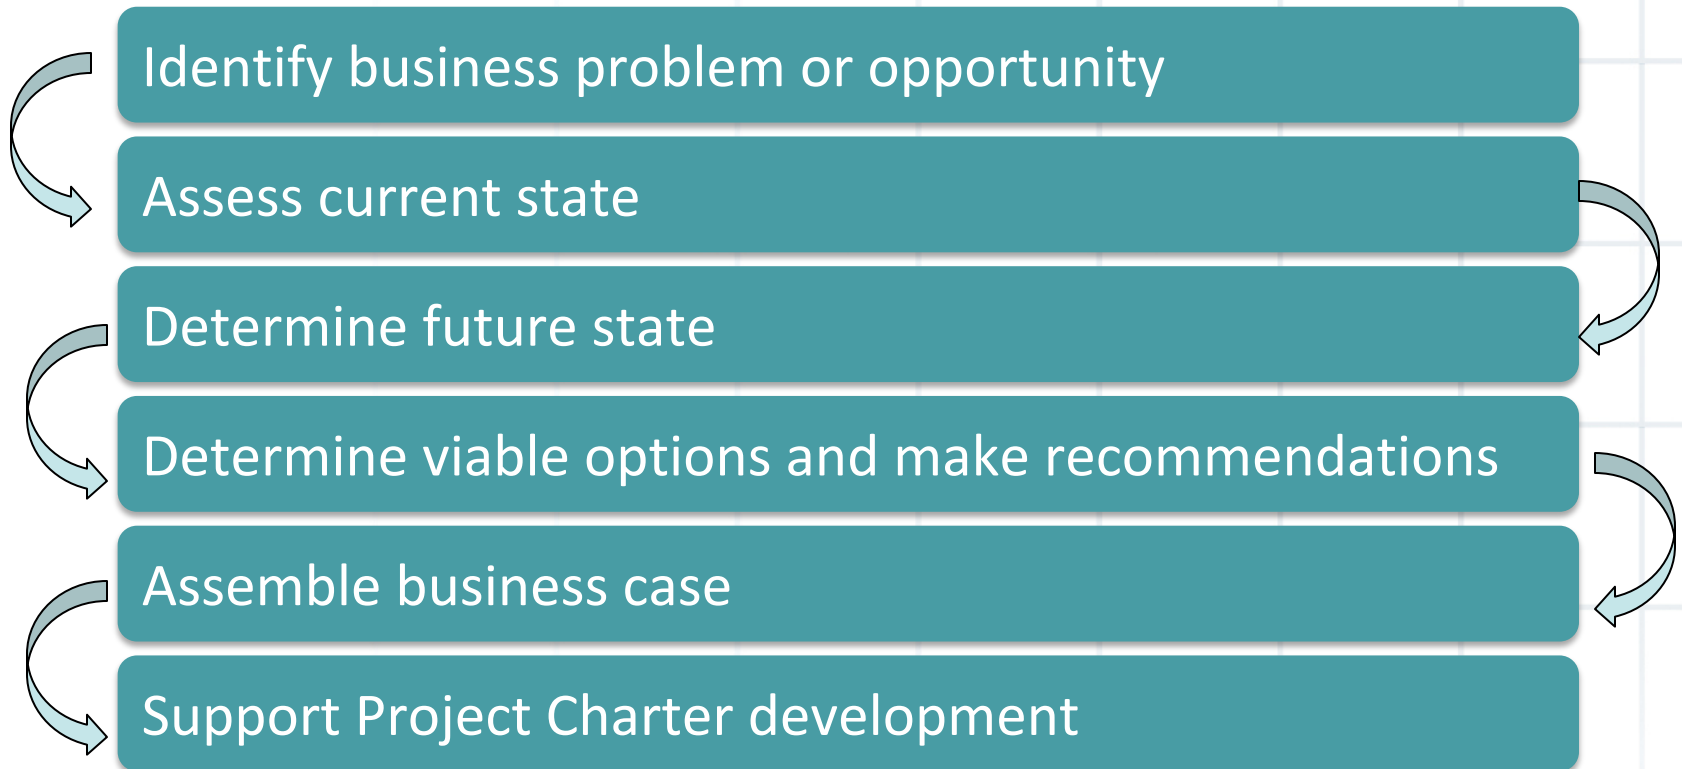 Identify business problem or opportunity
Assess current state
Determine future state
Determine viable options and make recommendations
Assemble business case
Support Project Charter development